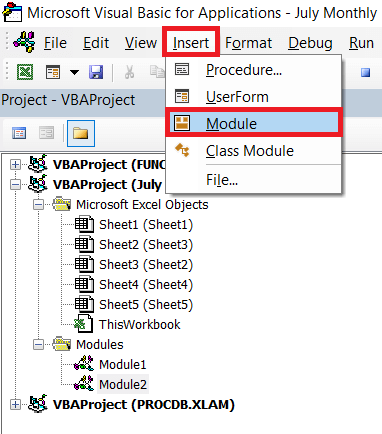 Microsoft Visual Basic for Applications - July Monthly
File Edit View Insert Format Debug Run
Procedure...
UserForm
Module
Class Module
File...
Project - VBAProject
VBAProject (FUNC
VBAProject (July
Microsoft Excel Objects
Sheet1 (Sheet1)
Sheet2 (Sheet3)
Sheet3 (Sheet2)
Sheet4 (Sheet4)
Sheet5 (Sheet5)
ThisWorkbook
Modules
Module1
Module2
VBAProject (PROCDB.XLAM)